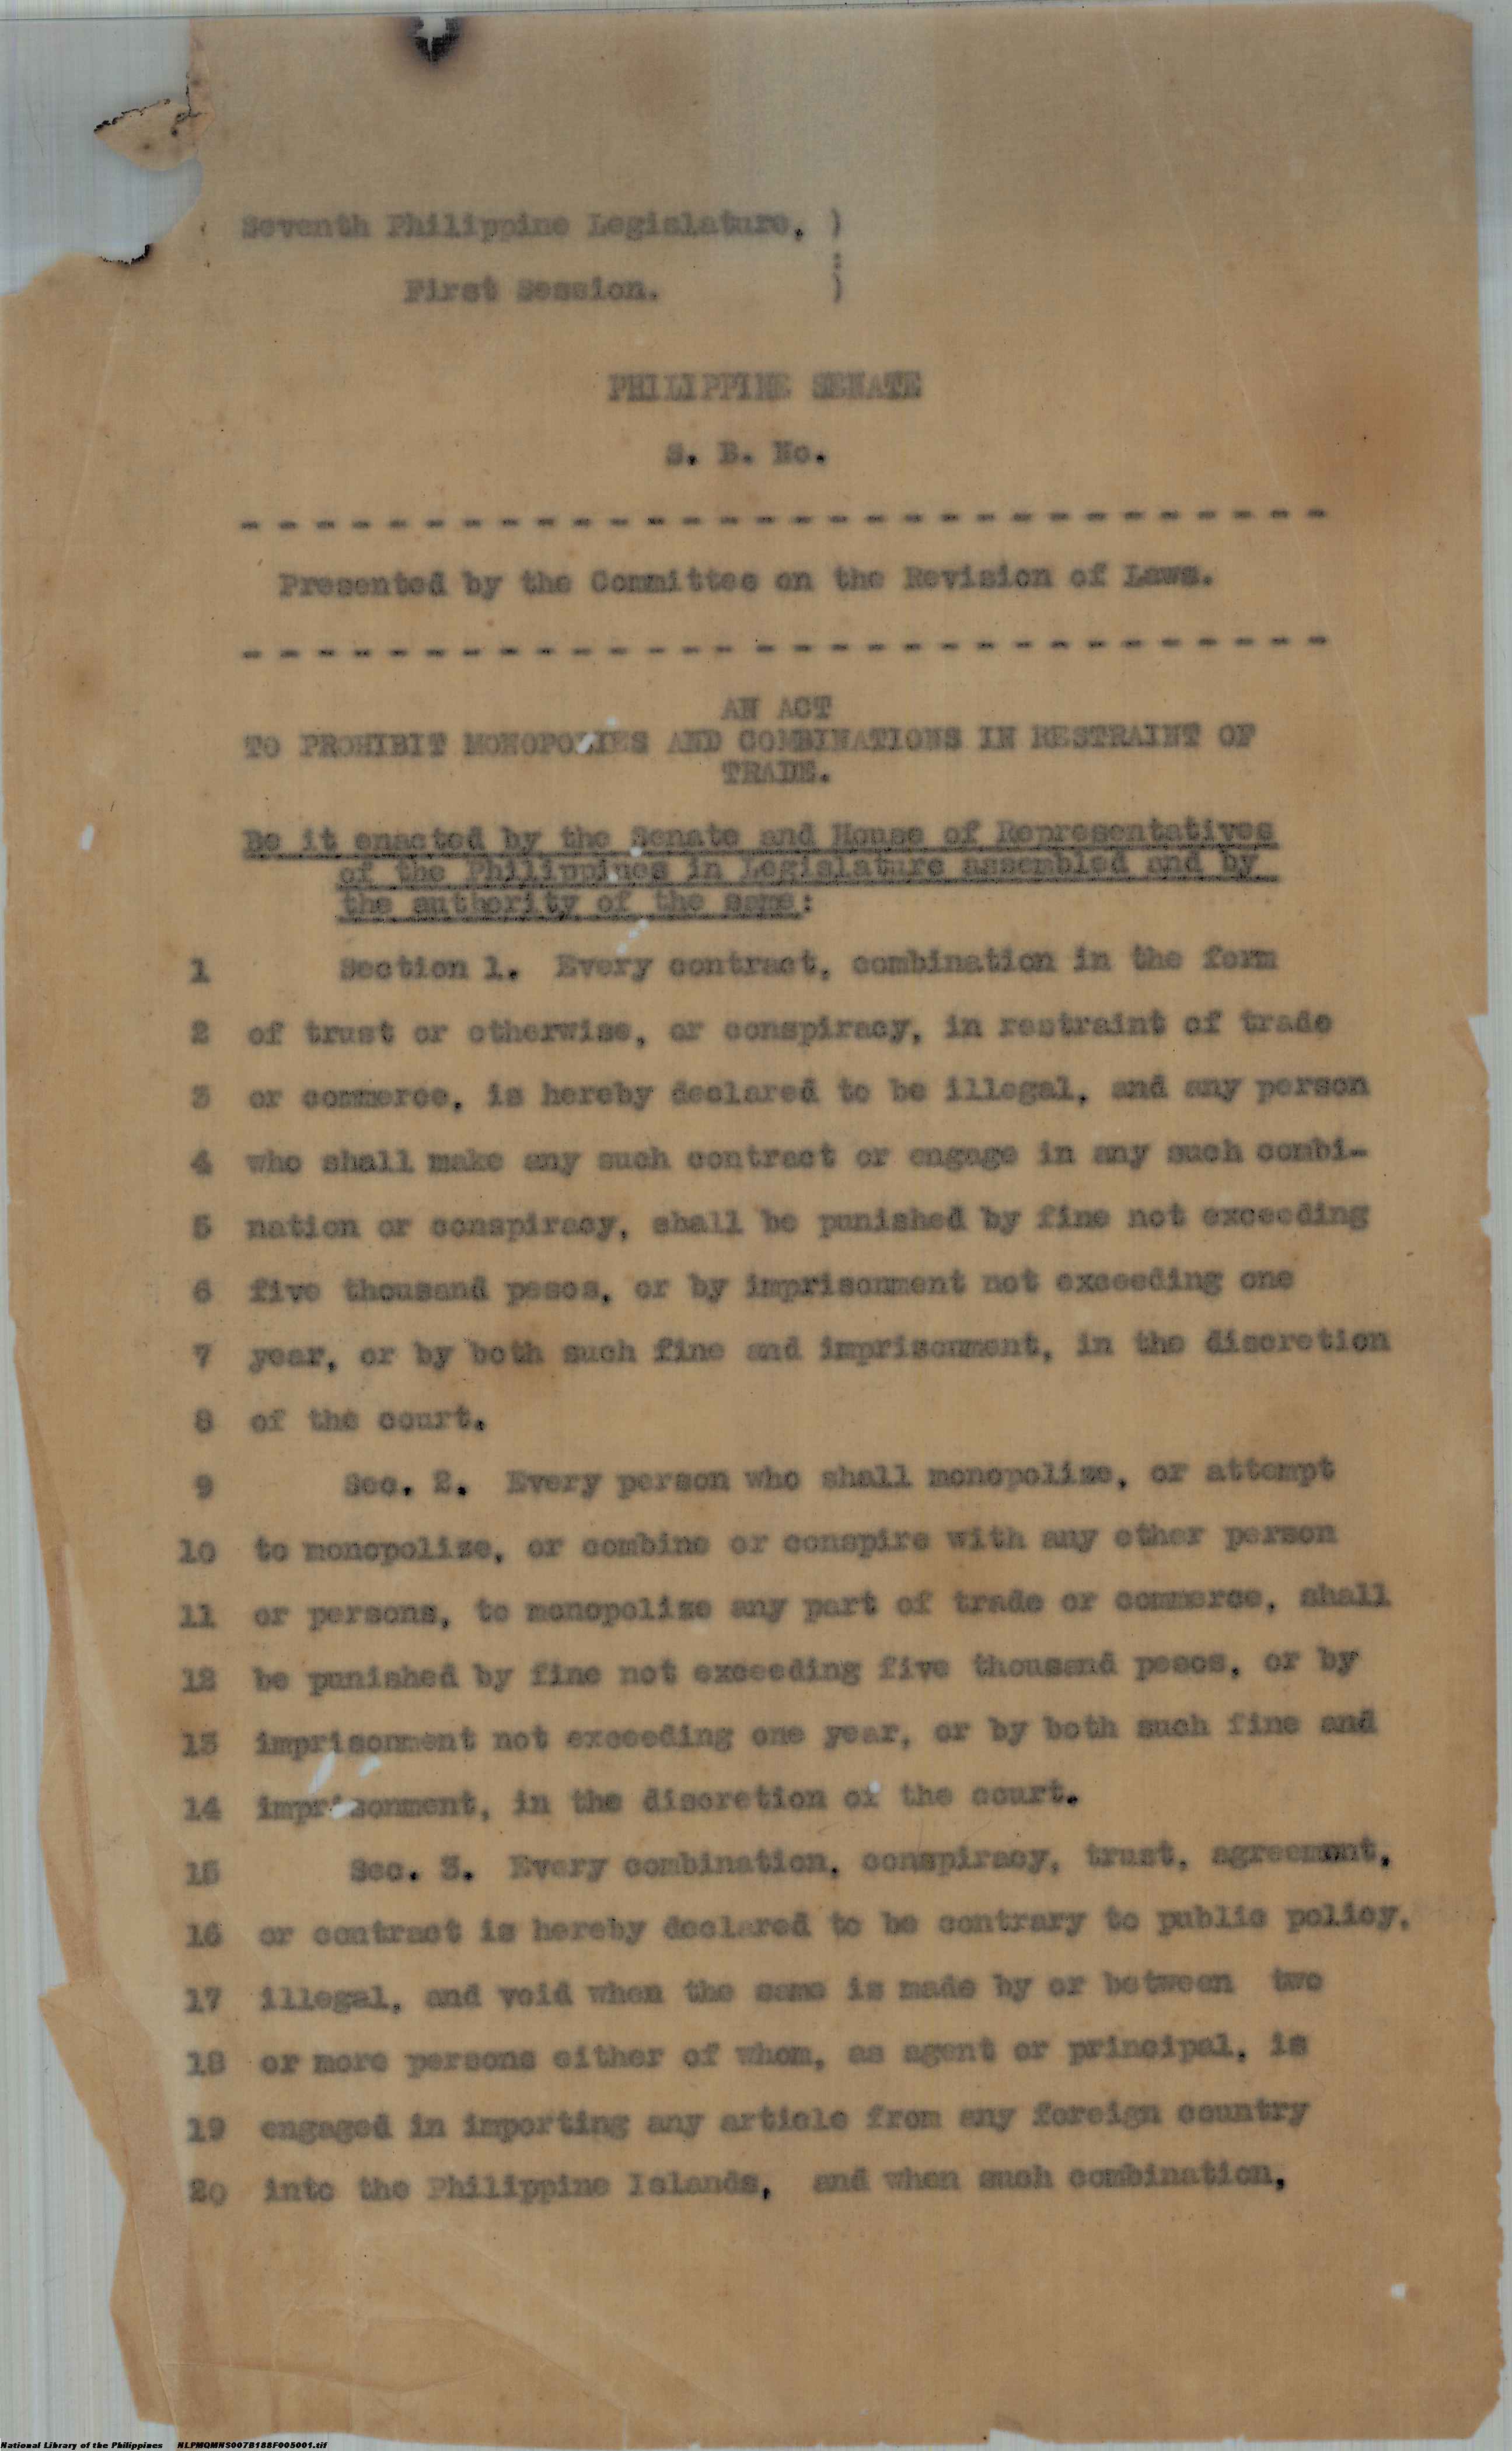 Seventh Philippine Legislature, )
:
First Session. )
PHILIPPINE SENATE
S. B. No.
- - - - - - - - - - - - - - - - - - - - - - - - - - - - - -
Presented by the Committee on the Revision of Laws.
- - - - - - - - - - - - - - - - - - - - - - - - - - - - - -
AN ACT
TO PROHIBIT MONOPOLIES AND COMBINATIONS IN RESTRAINT OF
TRADE.
Be it enacted by the Senate and House of Representatives
of the Philippines in Legislature assembled and by
the authority of the same:
1 Section 1. Every contract, combination in the form
2 of trust or otherwise, or conspiracy, in restraint of trade
3 or commerce, is hereby declared to be illegal, and any person
4 who shall make any such contract or engage in any such combi-
5 nation or conspiracy, shall be punished by fine not exceeding
6 five thousand pesos, or by imprisonment not exceeding one
7 year, or by both such fine and imprisonment, in the discretion
8 of the court.
9 Sec. 2. Every person who shall monopolize, or attempt
10 to monopolize, or combine or conspire with any other person
11 or persons, to monopolize any part of trade or commerce, shall
12 be punished by fine not exceeding five thousand pesos, or by
13 imprisonment not exceeding one year, or by both such fine and
14 imprisonment, in the discretion of the court.
15 Sec. 3. Every combination, conspiracy, trust, agreement,
16 or contract is hereby declared to be contrary to public policy,
17 illegal, and void when the same is made by or between two
18 or more persons either of whom, as agent or principal, is
19 engaged in importing any article from any foreign country
20 into the Philippine Islands, and when such combination,
National Library of the Philippines NLPMQMNS007B188F005001.tif